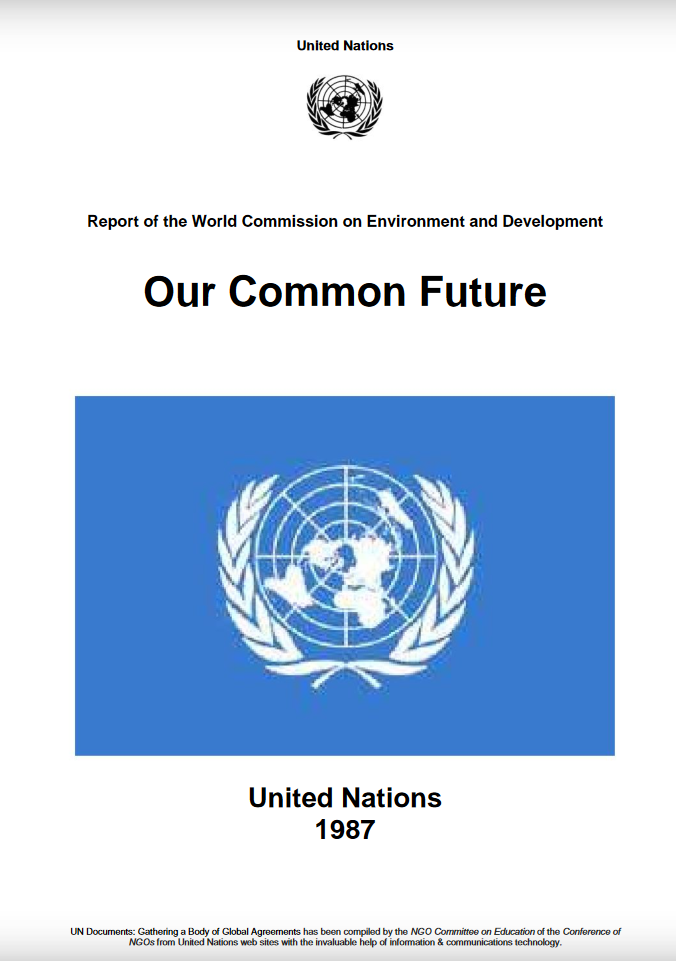 United Nations
Report of the World Commission on Environment and Development
Our Common Future
United Nations
1987
UN Documents: Gathering a Body of Global Agreements has been compiled by the NGO Committee on Education of the Conference of
NGOs from United Nations web sites with the invaluable help of information & communications technology.